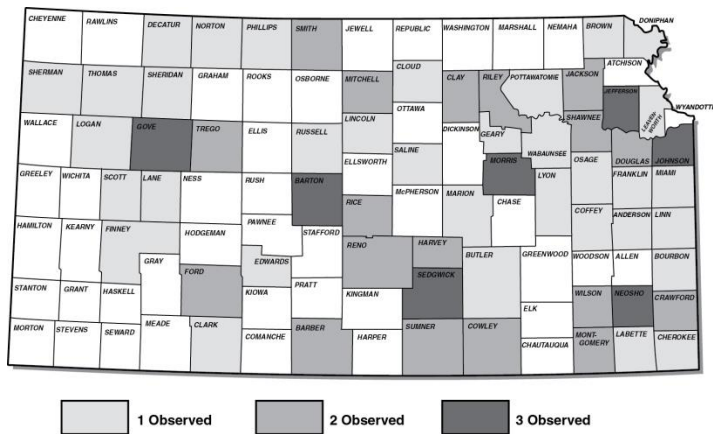 CHEYENNE RAWLINS DECATUR NORTON PHILLIPS SMITH JEWELL REPUBLIC WASHINGTON MARSHALL NEMAHA BROWN DONIPHAN
ATCHISON
SHERMAN THOMAS SHERIDAN GRAHAM ROOKS OSBORNE MITCHELL CLOUD CLAY RILEY POTTAWATOMIE JACKSON JEFFERSON
LEAVEN-
WORTH
WYANDOTTE
WALLACE LOGAN GOVE TREGO ELLIS RUSSELL LINCOLN OTTAWA DICKINSON GEARY WABAUNSEE SHAWNEE DOUGLAS JOHNSON
ELLSWORTH SALINE MORRIS OSAGE FRANKLIN MIAMI
GREELEY WICHITA SCOTT LANE NESS RUSH BARTON RICE McPHERSON MARION CHASE LYON COFFEY ANDERSON LINN
HAMILTON KEARNY FINNEY HODGEMAN PAWNEE STAFFORD RENO HARVEY BUTLER GREENWOOD WOODSON ALLEN BOURBON
GRAY FORD EDWARDS SEDGWICK
STANTON GRANT HASKELL KIOWA PRATT KINGMAN ELK WILSON NEOSHO CRAWFORD
MORTON STEVENS SEWARD MEADE CLARK COMANCHE BARBER HARPER SUMNER COWLEY CHAUTAUQUA MONT-
GOMERY LABETTE CHEROKEE
1 Observed 2 Observed 3 Observed